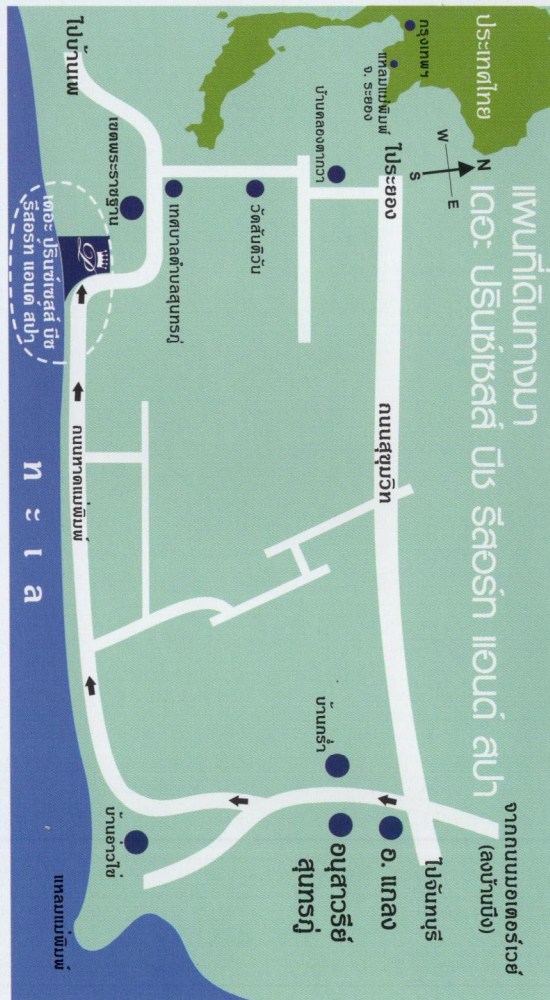 แผนที่เดินทางมา
เดอะ ปรินซ์เซสส์ บีช รีสอร์ท แอนด์ สปา
ประเทศไทย
กรุงเทพฯ
แหลมแม่พิมพ์
จ. ระยอง
N
W
E
S
ไประยอง
ถนนสุขุมวิท
ไปจันทบุรี
จากถนนมอเตอร์เวย์
(ลงบ้านบึง)
บ้านคลองตากวา
วัดสันติวัน
เทศบาลตำบลสุนทรภู่
เขตพระราชฐาน
ไปบ้านเพ
อ. แกลง
อนุสาวรีย์
สุนทรภู่
บ้านกร่ำ
บ้านอ่าวไข่
ถนนหาดแม่พิมพ์
P
เดอะ ปรินซ์เซสส์ บีช
รีสอร์ท แอนด์ สปา
ทะเล
แหลมแม่พิมพ์